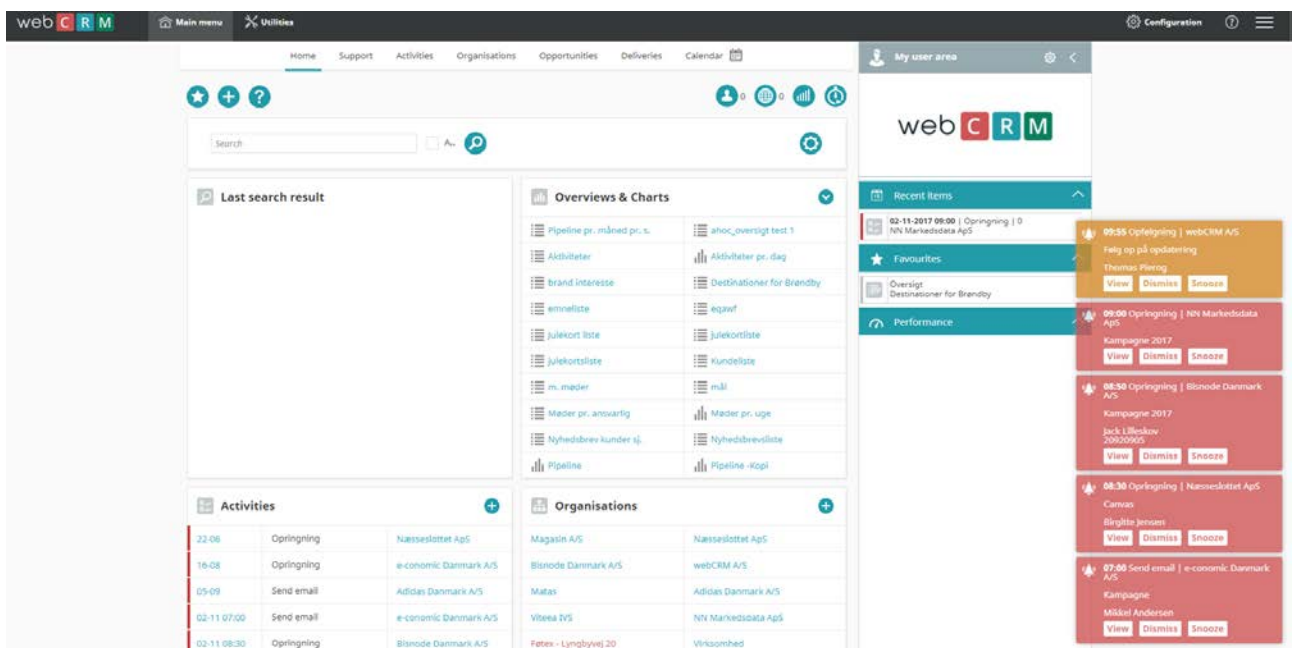 webCRM Main menu Utilities Configuration
Home Support Activities Organisations Opportunities Deliveries Calendar
0 0
Search A..
Last search result
Overviews & Charts
Pipeline pr. måned pr. s. ahoc_oversigt test 1
Aktiviteter Aktiviteter pr. dag
brand interesse Destinationer for Brøndby
emneliste eqawf
Julekort liste julekortliste
julekortsliste Kundeliste
m. møder mål
Møder pr. ansvarlig Møder pr. uge
Nyhedsbrev kunder sj. Nyhedsbrevsliste
Pipeline Pipeline -Kopi
Activities
22-06 Opringning Næsseslottet ApS
16-08 Opringning e-conomic Danmark A/S
05-09 Send email Adidas Danmark A/S
02-11 07:00 Send email e-conomic Danmark A/S
02-11 08:30 Opringning Bisnode Danmark A/S
Organisations
Magasin A/S Næsseslottet ApS
Bisnode Danmark A/S webCRM A/S
Matas Adidas Danmark A/S
Viteea IVS NN Markedsdata ApS
Føtex - Lyngbyvej 20 Virksomhed
My user area
webCRM
Recent items
02-11-2017 09:00 | Opringning | 0
NN Markedsdata ApS
Favourites
Oversigt
Destinationer for Brøndby
Performance
09:55 Opfølgning | webCRM A/S
Følg op på opdatering
Thomas Pierog
View Dismiss Snooze
09:00 Opringning | NN Markedsdata
ApS
Kampagne 2017
View Dismiss Snooze
08:50 Opringning | Bisnode Danmark
A/S
Kampagne 2017
Jack Lilleskov
20920905
View Dismiss Snooze
08:30 Opringning | Næsseslottet ApS
Canvas
Birgitte Jensen
View Dismiss Snooze
07:00 Send email | e-conomic Danmark
A/S
Kampagne
Mikkel Andersen
View Dismiss Snooze